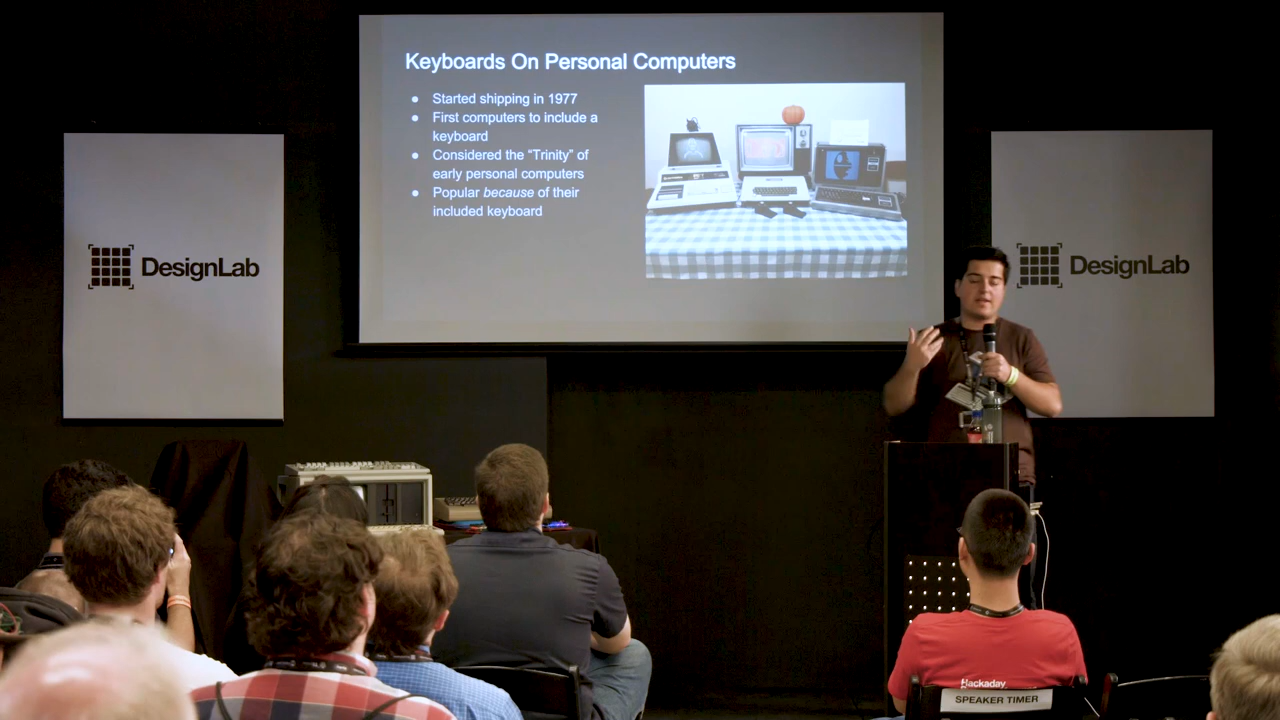 Keyboards On Personal Computers
● Started shipping in 1977
● First computers to include a
keyboard
● Considered the “Trinity” of
early personal computers
● Popular because of their
included keyboard
DesignLab
DesignLab
Hackaday
SPEAKER TIMER